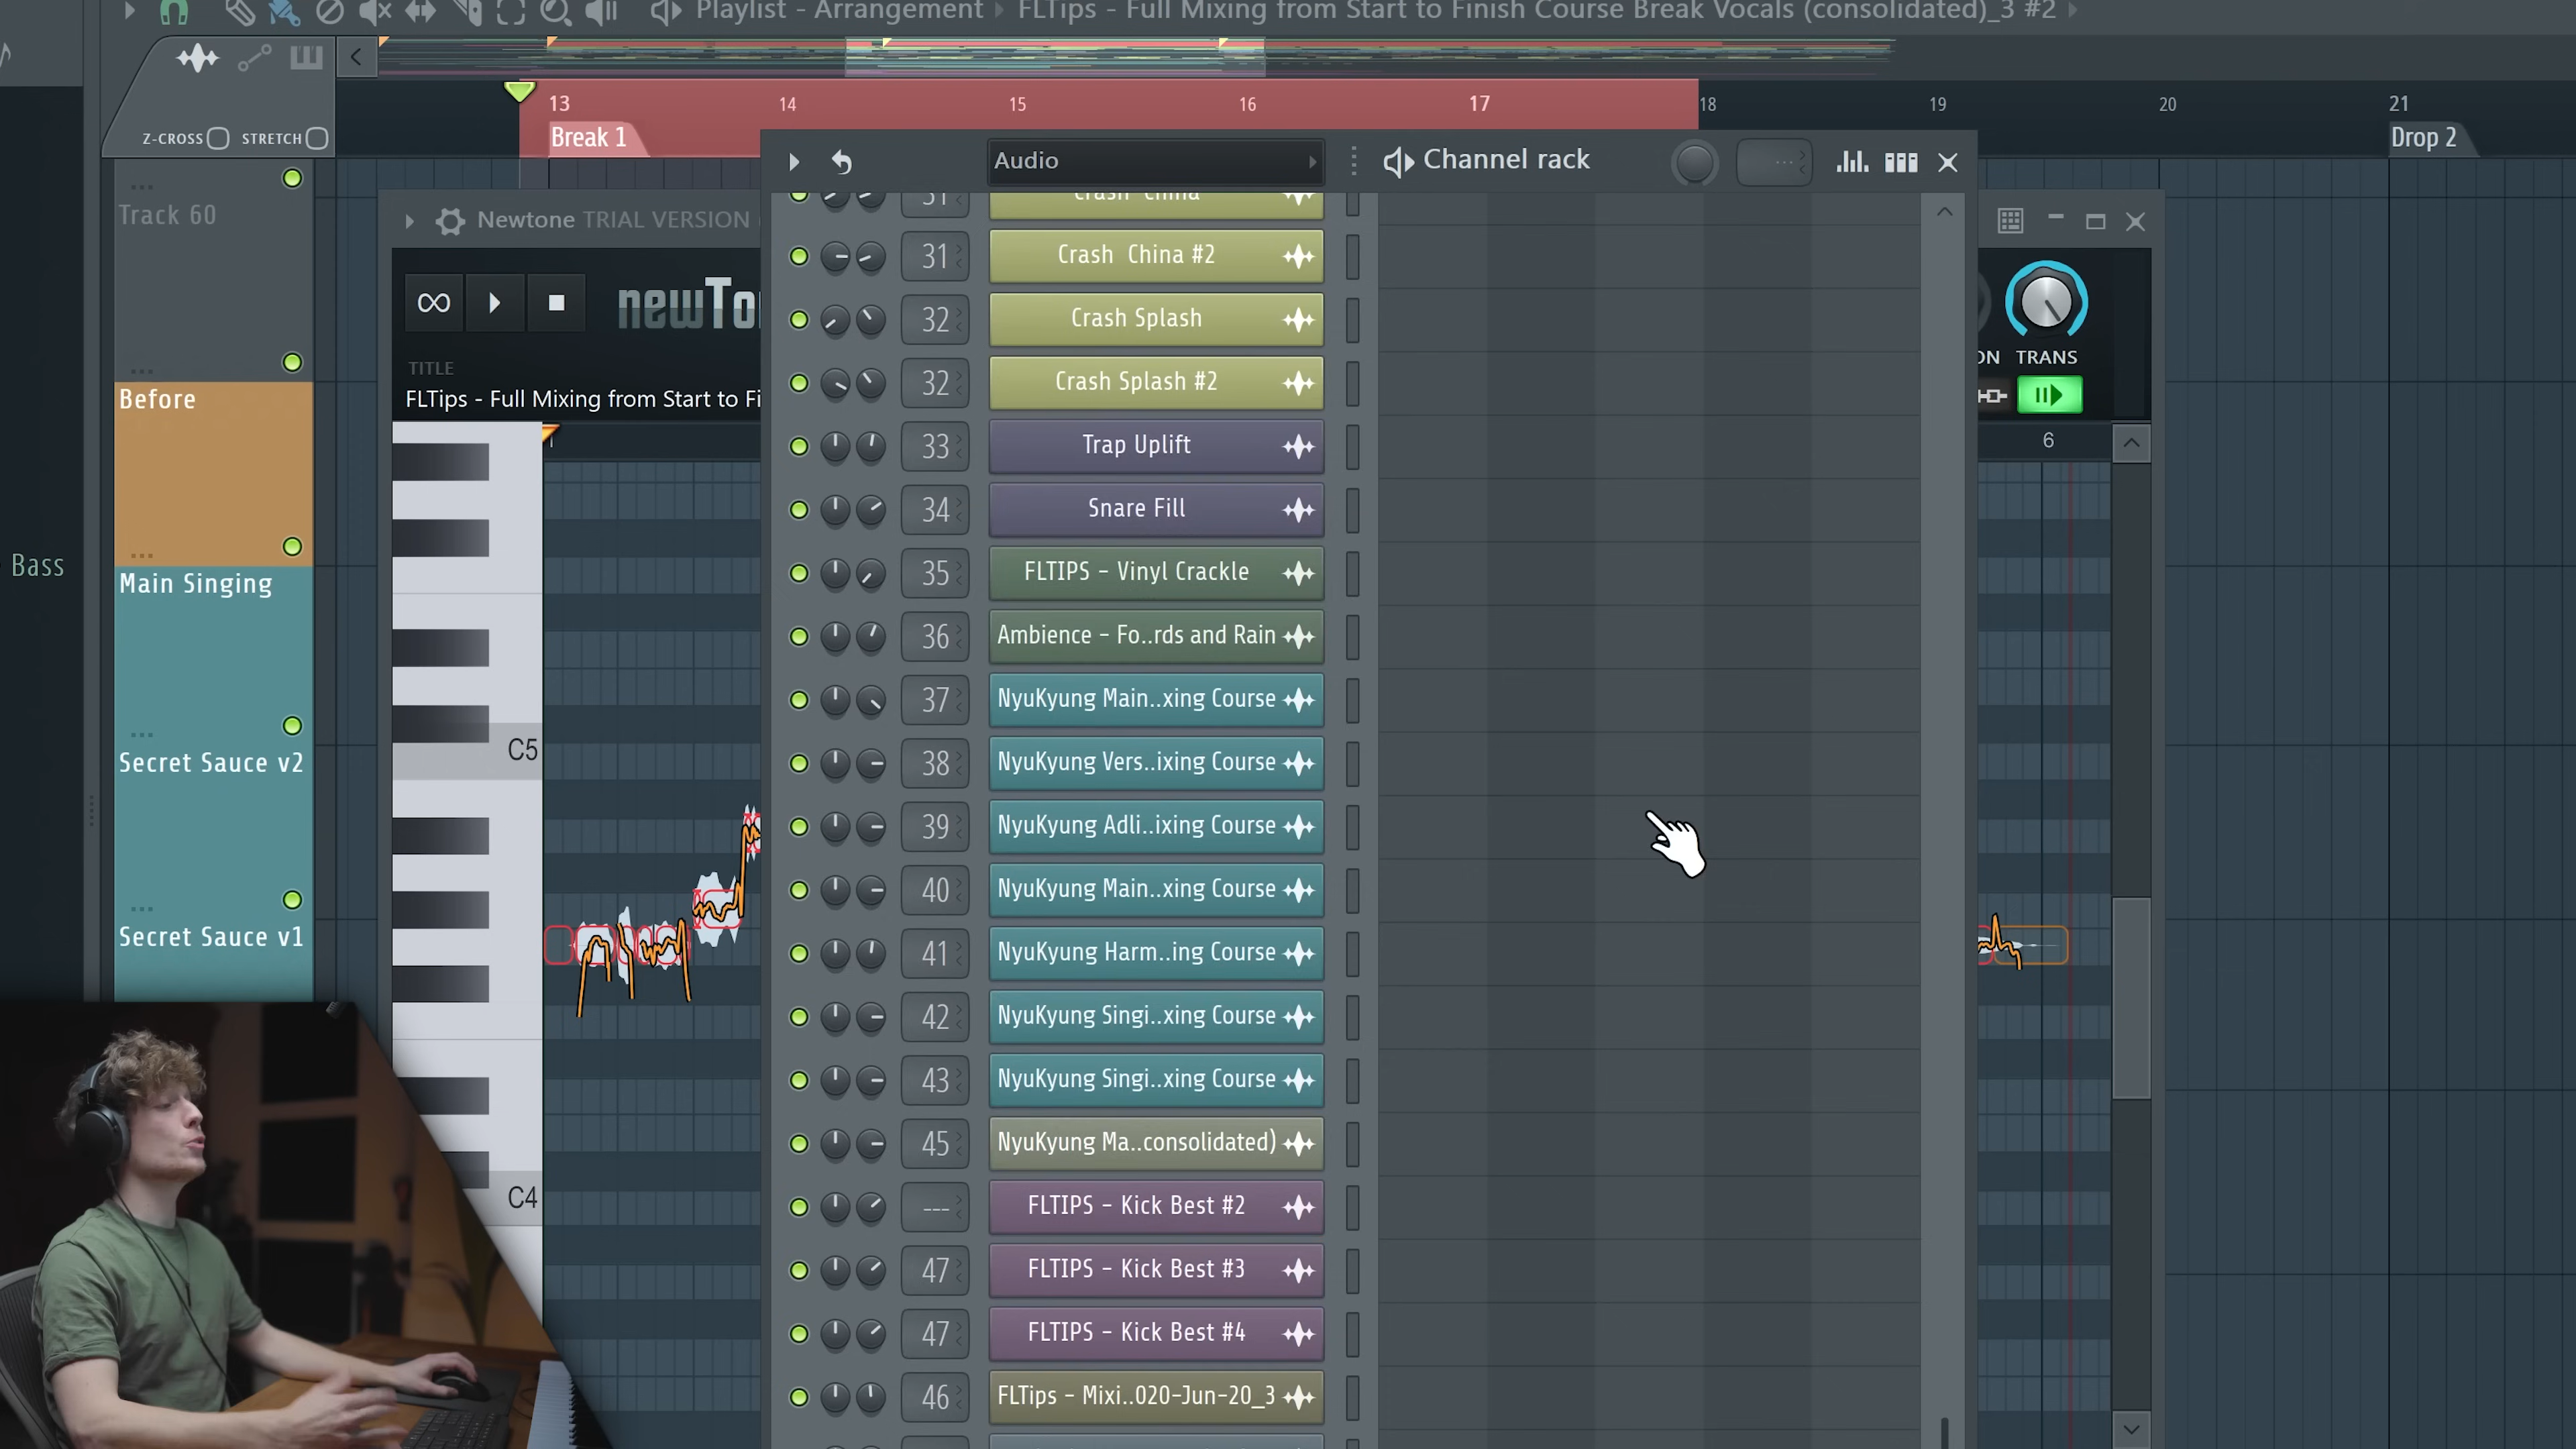 Playlist - Arrangement › FLTips - Full Mixing from Start to Finish Course Break Vocals (consolidated)_3 #2
Z-CROSS STRETCH
13 14 15 16 17 18 19 20 21
Break 1
Drop 2
Audio
Channel rack
Track 60
Before
Main Singing
Secret Sauce v2
Secret Sauce v1
Bass
Newtone TRIAL VERSION
TITLE
FLTips - Full Mixing from Start to Fi
TRANS
6
C5
C4
Crash China
31 Crash China #2
32 Crash Splash
32 Crash Splash #2
33 Trap Uplift
34 Snare Fill
35 FLTIPS - Vinyl Crackle
36 Ambience - Fo..rds and Rain
37 NyuKyung Main..xing Course
38 NyuKyung Vers..ixing Course
39 NyuKyung Adli..ixing Course
40 NyuKyung Main..xing Course
41 NyuKyung Harm..ing Course
42 NyuKyung Singi..xing Course
43 NyuKyung Singi..xing Course
45 NyuKyung Ma..consolidated)
--- FLTIPS - Kick Best #2
47 FLTIPS - Kick Best #3
47 FLTIPS - Kick Best #4
46 FLTips - Mixi..020-Jun-20_3